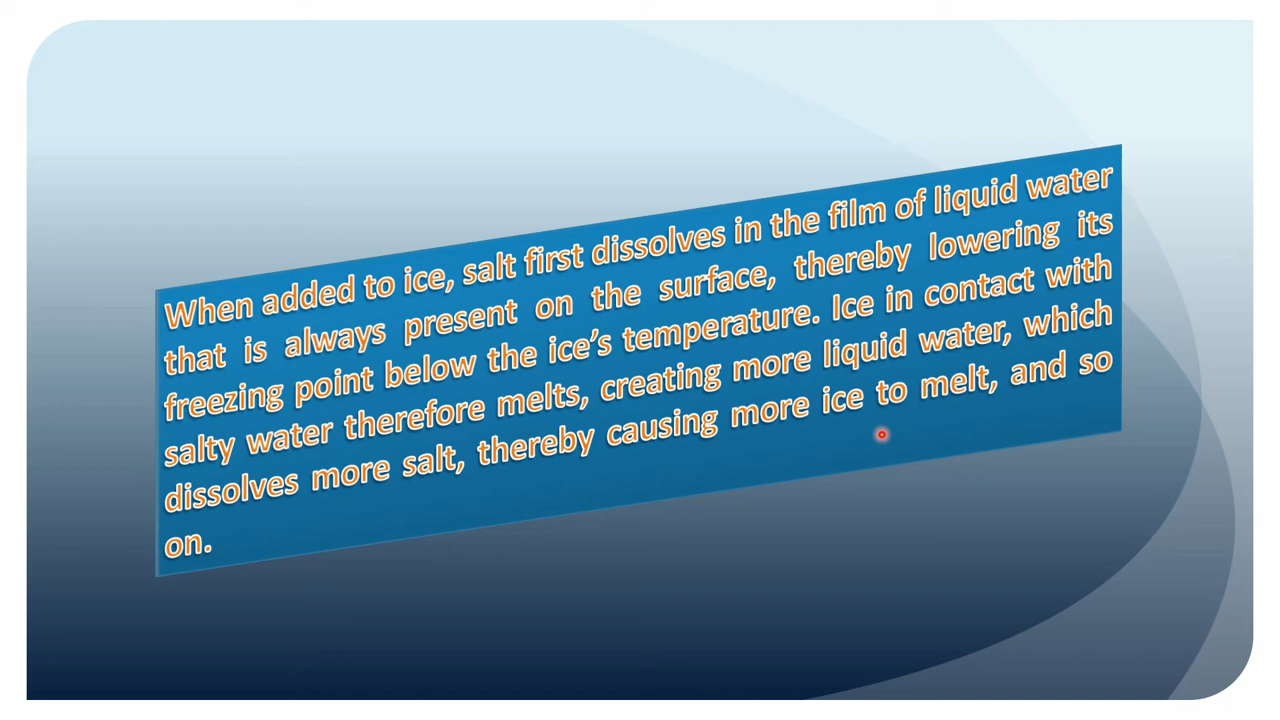 When added to ice, salt first dissolves in the film of liquid water
that is always present on the surface, thereby lowering its
freezing point below the ice’s temperature. Ice in contact with
salty water therefore melts, creating more liquid water, which
dissolves more salt, thereby causing more ice to melt, and so
on.